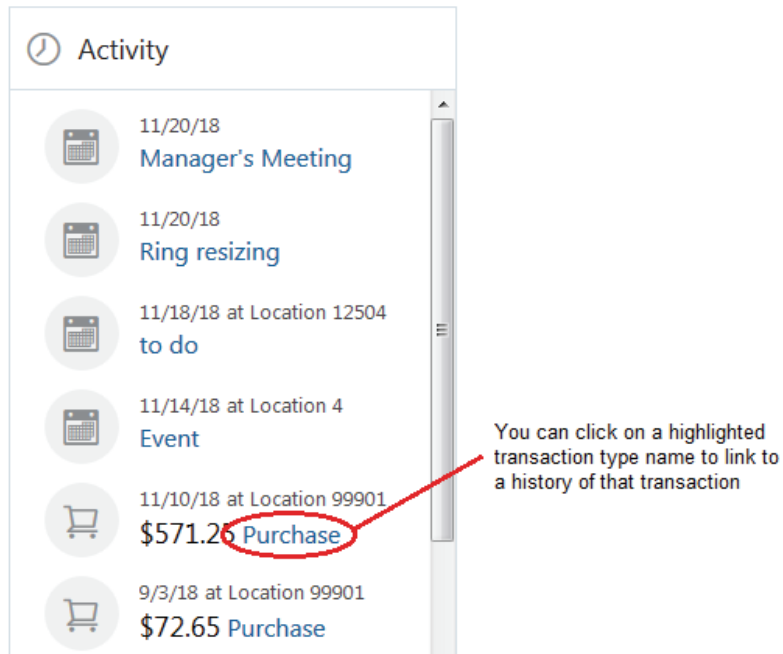 Activity
11/20/18
Manager's Meeting
11/20/18
Ring resizing
11/18/18 at Location 12504
to do
11/14/18 at Location 4
Event
11/10/18 at Location 99901
$571.25 Purchase
9/3/18 at Location 99901
$72.65 Purchase
You can click on a highlighted
transaction type name to link to
a history of that transaction